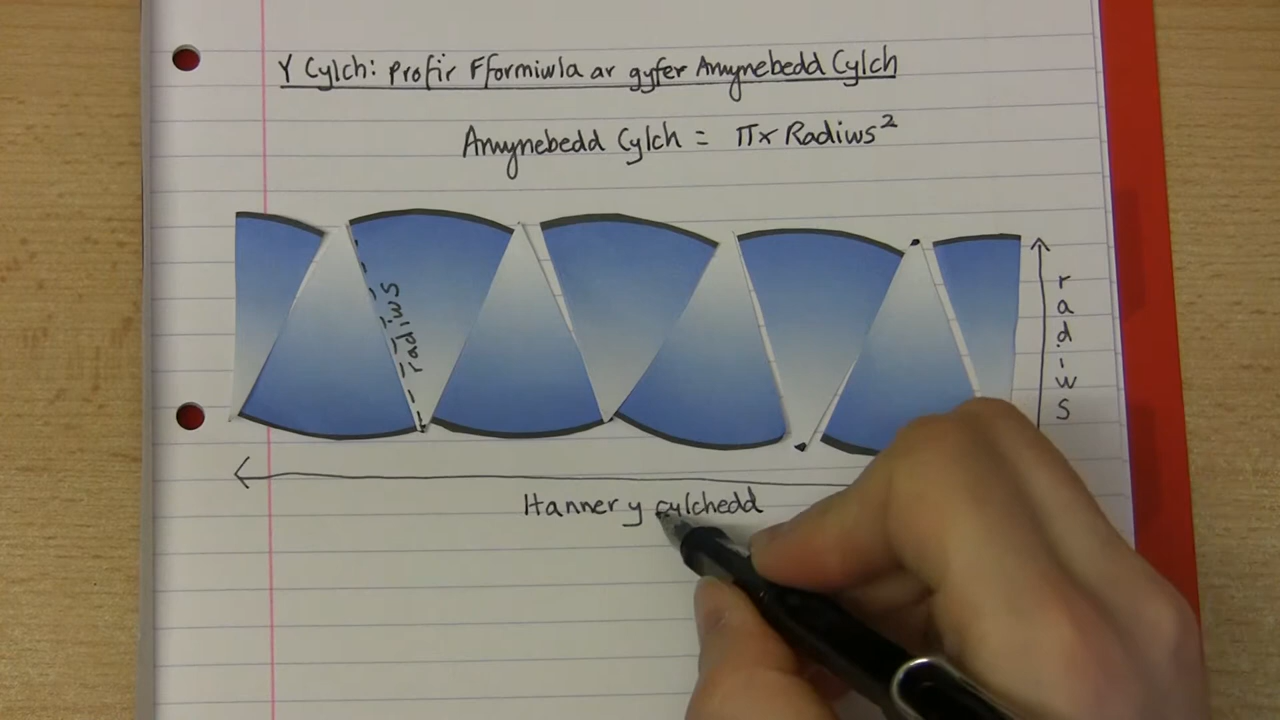 Y Cylch: Profi'r Fformiwla ar gyfer Arwynebedd Cylch
Arwynebedd Cylch = π x Radiws²
radiws
radiws
Hanner y cylchedd